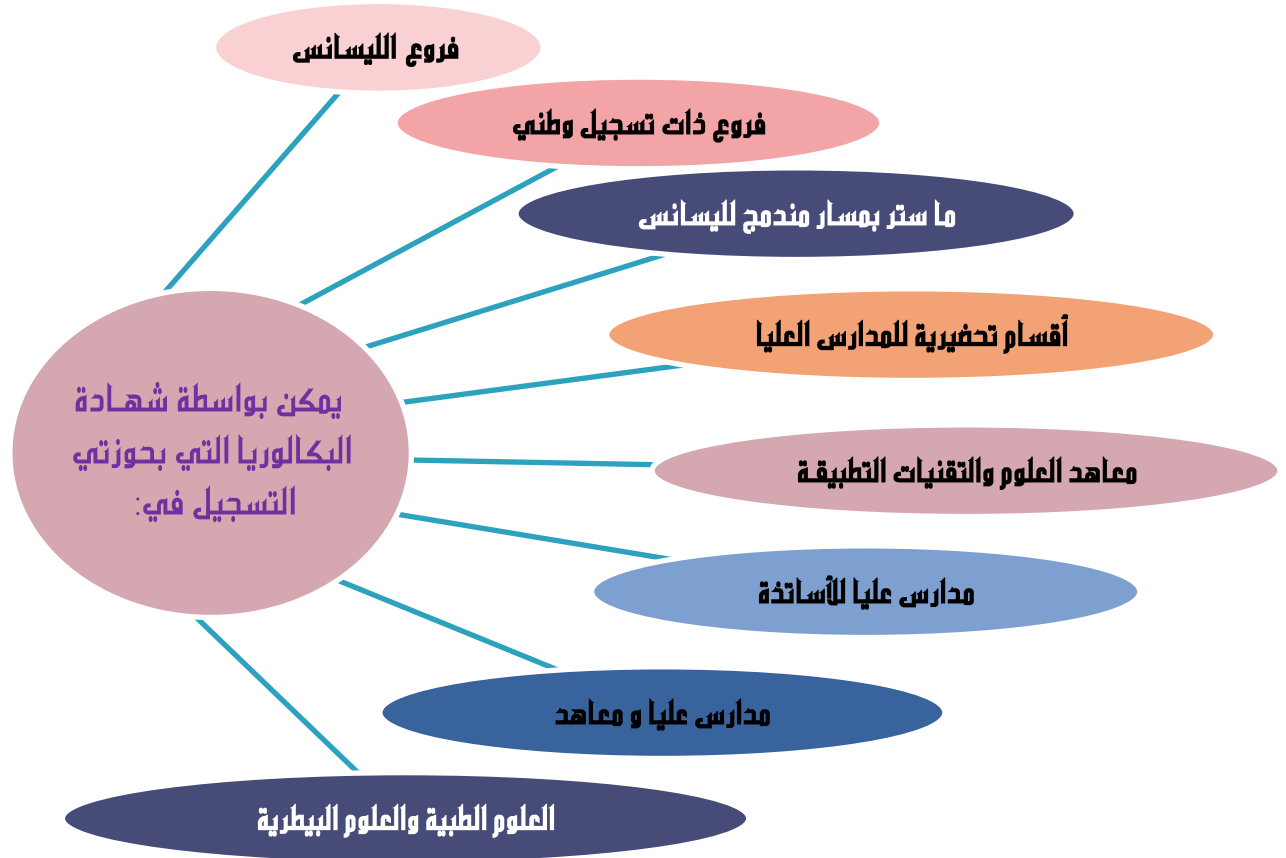 فروع الليسانس
فروع ذات تسجيل وطني
ما ستر بمسار مندمج لليسانس
أقسام تحضيرية للمدارس العليا
يمكن بواسطة شهادة
البكالوريا التي بحوزتي
التسجيل في:
معاهد العلوم والتقنيات التطبيقة
مدارس عليا للأساتذة
مدارس عليا و معاهد
العلوم الطبية والعلوم البيطرية